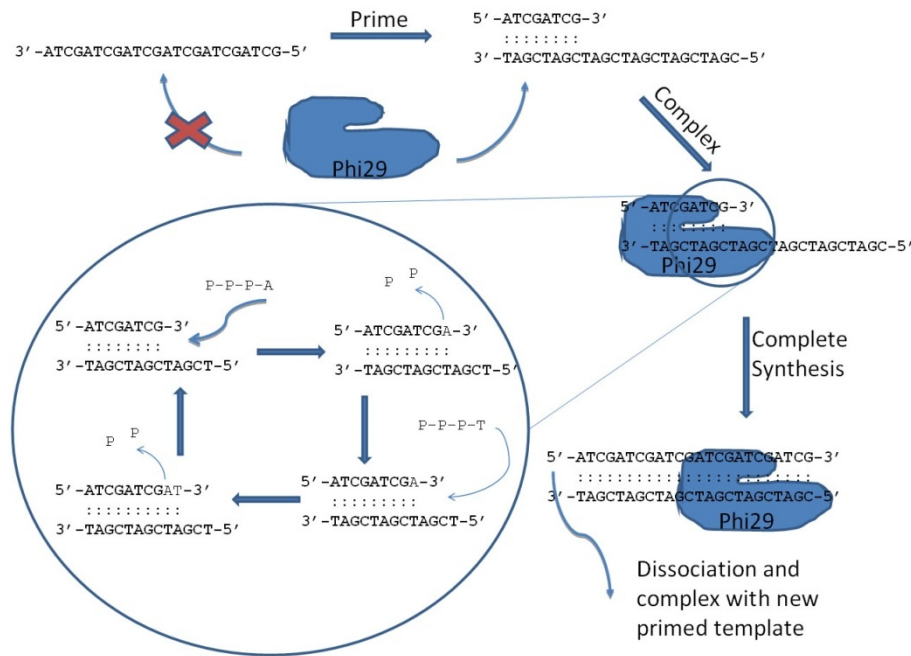 Prime
5’-ATCGATCG-3’
::::::::
3’-ATCGATCGATCGATCGATCGATCG-5’
3’-TAGCTAGCTAGCTAGCTAGCTAGC-5’
Phi29
Complex
5’-ATCGATCG-3’
::::::::
3’-TAGCTAGCTAGCTAGCTAGCTAGC-5’
Phi29
P-P-P-A
5’-ATCGATCG-3’
::::::::
3’-TAGCTAGCTAGCT-5’
P P
5’-ATCGATCGA-3’
:::::::::
3’-TAGCTAGCTAGCT-5’
P-P-P-T
5’-ATCGATCGA-3’
:::::::::
3’-TAGCTAGCTAGCT-5’
P P
5’-ATCGATCGAT-3’
::::::::::
3’-TAGCTAGCTAGCT-5’
Complete
Synthesis
5’-ATCGATCGATCGATCGATCGATCG-3’
::::::::::::::::::::::::
3’-TAGCTAGCTAGCTAGCTAGCTAGC-5’
Phi29
Dissociation and
complex with new
primed template